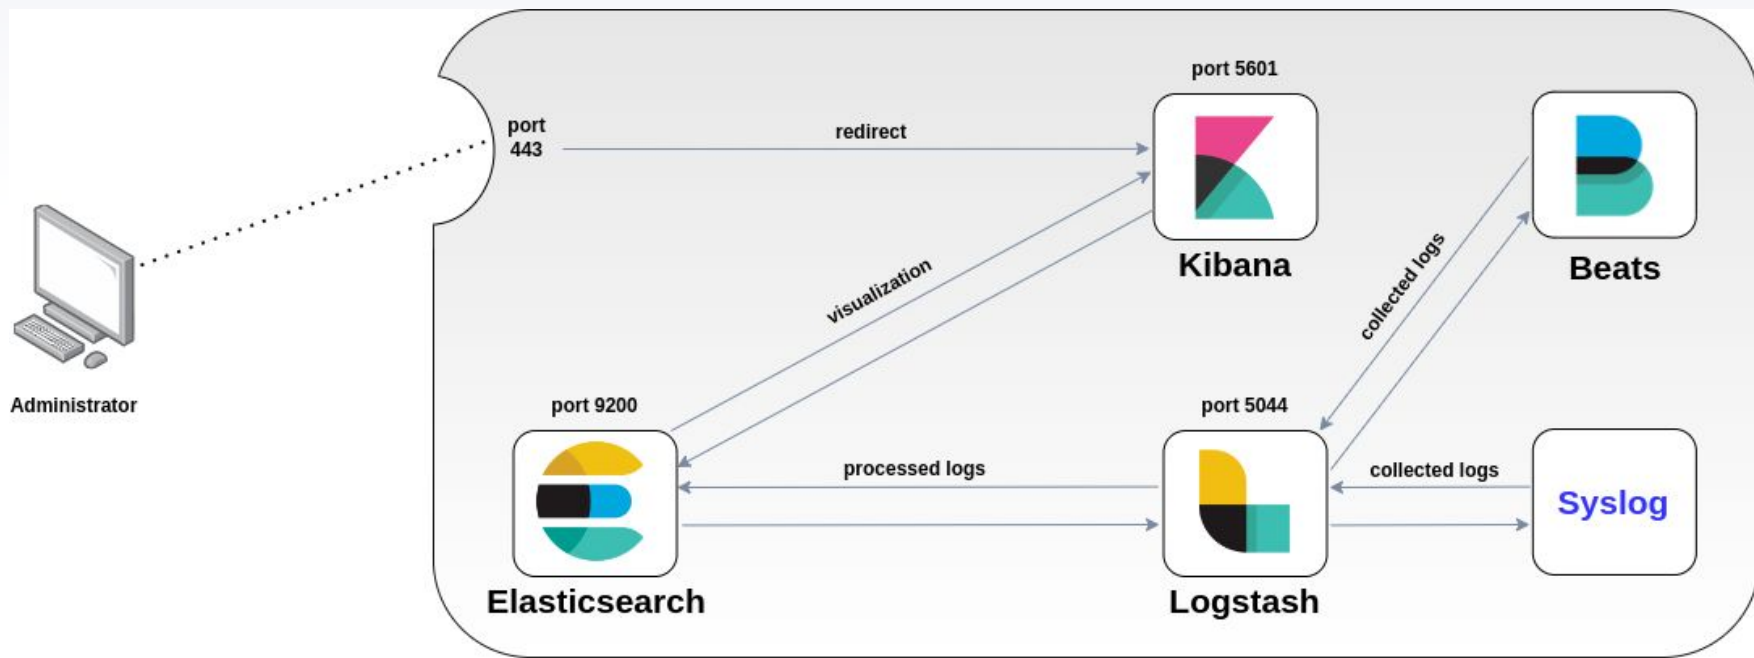 port 5601
port
443
redirect
Kibana
Beats
visualization
collected logs
Administrator
port 9200
port 5044
processed logs
collected logs
Syslog
Elasticsearch
Logstash